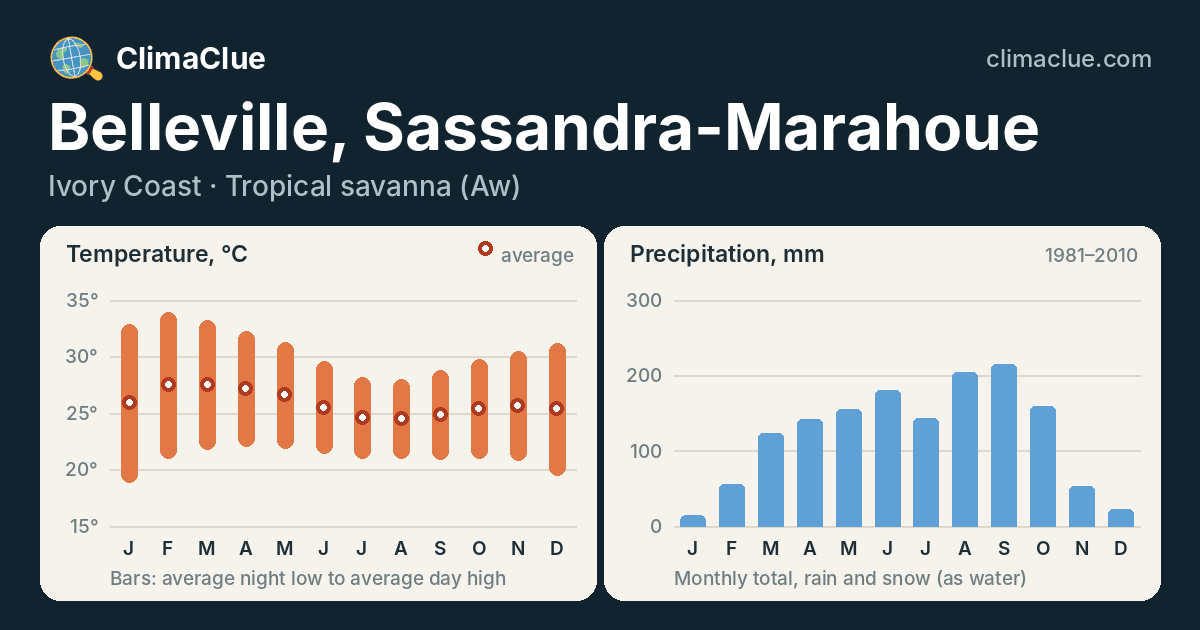 ClimaClue
climaclue.com
Belleville, Sassandra-Marahoue
Ivory Coast · Tropical savanna (Aw)
Temperature, °C
average
35°
30°
25°
20°
15°
J F M A M J J A S O N D
Bars: average night low to average day high
Precipitation, mm
1981–2010
300
200
100
0
J F M A M J J A S O N D
Monthly total, rain and snow (as water)